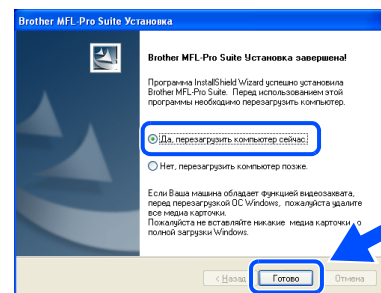 Brother MFL-Pro Suite Установка
Brother MFL-Pro Suite Установка завершена!
Программа InstallShield Wizard успешно установила
Brother MFL-Pro Suite. Перед использованием этой
программы необходимо перезагрузить компьютер.
Да, перезагрузить компьютер сейчас.
Нет, перезагрузить компьютер позже.
Если Ваша машина обладает функцией видеозахвата,
перед перезагрузкой ОС Windows, пожалуйста удалите
все медиа карточки.
Пожалуйста не вставляйте никакие медиа карточки до
полной загрузки Windows.
< Назад
Готово
Отмена